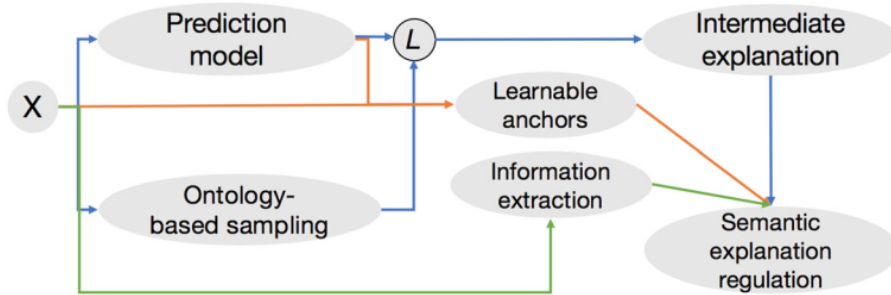 Prediction
model
L
Intermediate
explanation
X
Learnable
anchors
Ontology-
based sampling
Information
extraction
Semantic
explanation
regulation